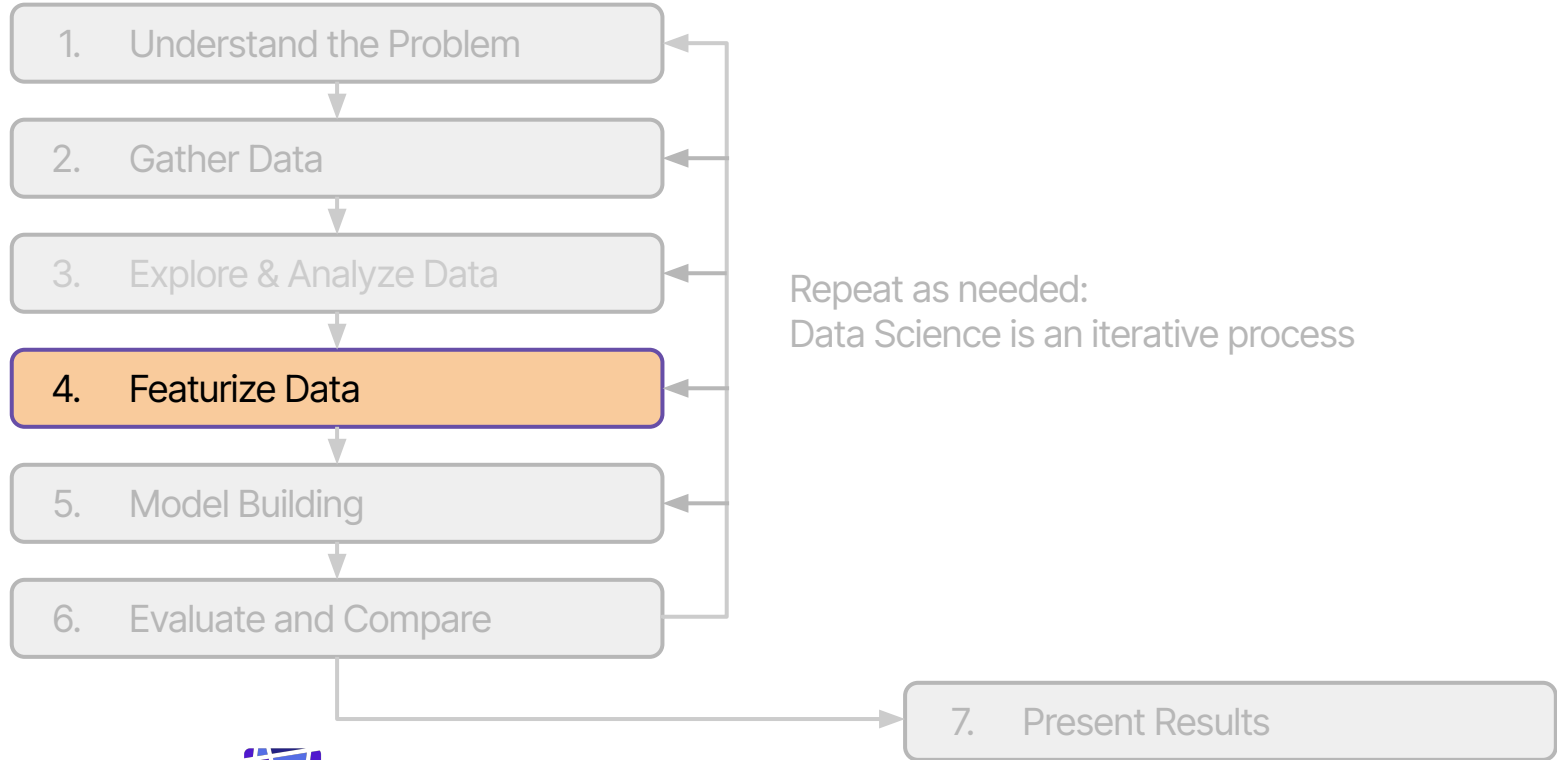 1. Understand the Problem
2. Gather Data
3. Explore & Analyze Data
Repeat as needed:
Data Science is an iterative process
4. Featurize Data
5. Model Building
6. Evaluate and Compare
7. Present Results